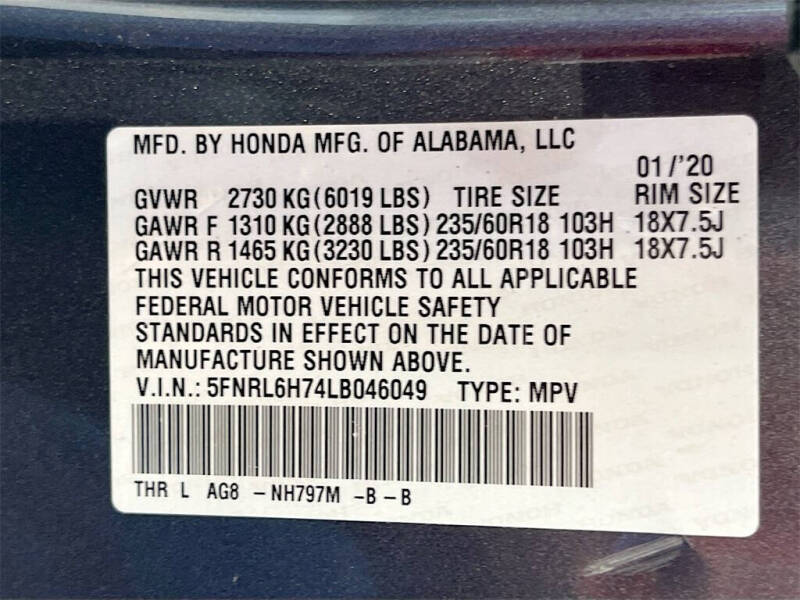 MFD. BY HONDA MFG. OF ALABAMA, LLC
01/'20
GVWR 2730 KG(6019 LBS) TIRE SIZE RIM SIZE
GAWR F 1310 KG(2888 LBS) 235/60R18 103H 18X7.5J
GAWR R 1465 KG(3230 LBS) 235/60R18 103H 18X7.5J
THIS VEHICLE CONFORMS TO ALL APPLICABLE
FEDERAL MOTOR VEHICLE SAFETY
STANDARDS IN EFFECT ON THE DATE OF
MANUFACTURE SHOWN ABOVE.
V.I.N.: 5FNRL6H74LB046049 TYPE: MPV
THR L AG8 -NH797M -B -B